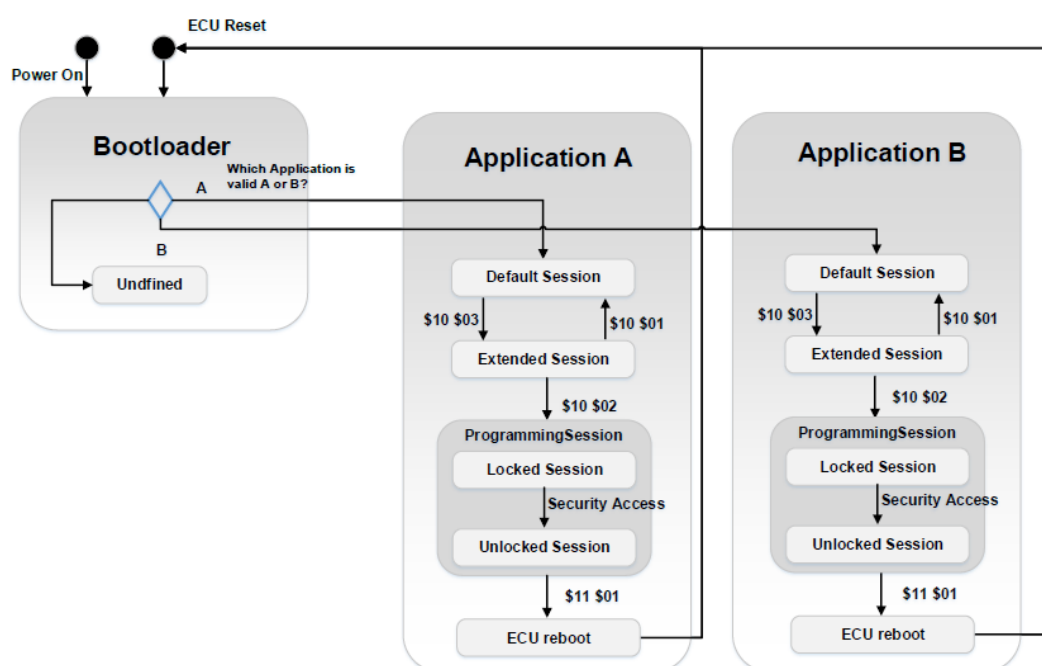 ECU Reset
Power On
Bootloader
Which Application is
valid A or B?
A
B
Undfined
Application A
Default Session
$10 $03
$10 $01
Extended Session
$10 $02
ProgrammingSession
Locked Session
Security Access
Unlocked Session
$11 $01
ECU reboot
Application B
Default Session
$10 $03
$10 $01
Extended Session
$10 $02
ProgrammingSession
Locked Session
Security Access
Unlocked Session
$11 $01
ECU reboot